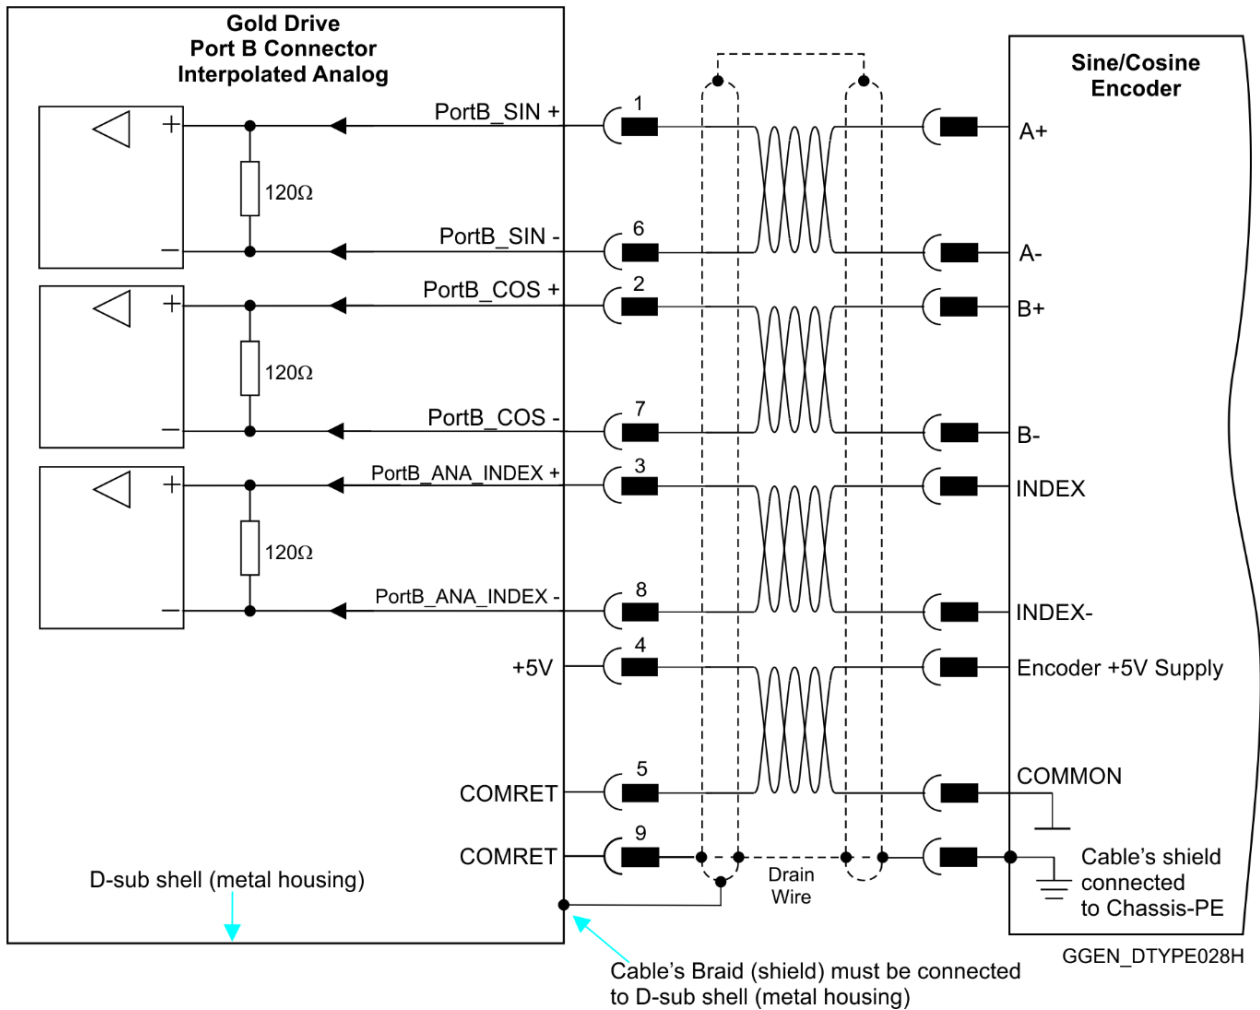 Gold Drive
Port B Connector
Interpolated Analog
Sine/Cosine
Encoder
PortB_SIN +
1
A+
+
120Ω
PortB_SIN -
6
A-
−
PortB_COS +
2
B+
+
120Ω
PortB_COS -
7
B-
−
PortB_ANA_INDEX +
3
INDEX
+
120Ω
PortB_ANA_INDEX -
8
INDEX-
−
+5V
4
Encoder +5V Supply
COMRET
5
COMMON
COMRET
9
Drain
Wire
Cable's shield
connected
to Chassis-PE
D-sub shell (metal housing)
GGEN_DTYPE028H
Cable's Braid (shield) must be connected
to D-sub shell (metal housing)